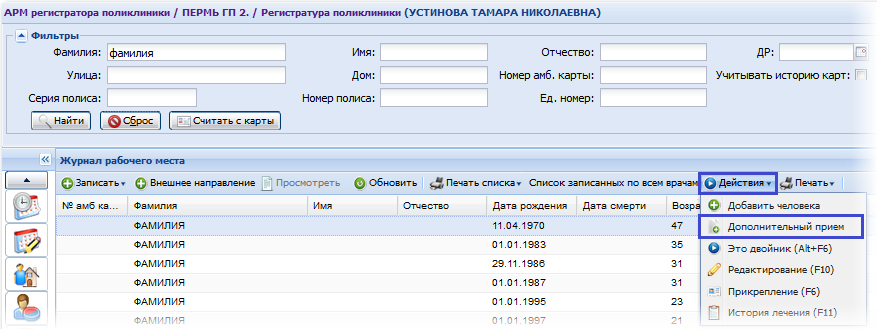 АРМ регистратора поликлиники / ПЕРМЬ ГП 2. / Регистратура поликлиники (УСТИНОВА ТАМАРА НИКОЛАЕВНА)
Фильтры
Фамилия: фамилия Имя: Отчество: ДР:
Улица: Дом: Номер амб. карты: Учитывать историю карт:
Серия полиса: Номер полиса: Ед. номер:
Найти Сброс Считать с карты
Журнал рабочего места
Записать Внешнее направление Просмотреть Обновить Печать списка Список записанных по всем врачам Действия Печать
№ амб ка... Фамилия Имя Отчество Дата рождения Дата смерти Возра
Добавить человека
ФАМИЛИЯ 11.04.1970 47 Дополнительный прием
ФАМИЛИЯ 01.01.1983 35 Это двойник (Alt+F6)
ФАМИЛИЯ 29.11.1986 31 Редактирование (F10)
ФАМИЛИЯ 01.01.1987 31 Прикрепление (F6)
ФАМИЛИЯ 01.01.1995 23 История лечения (F11)
ФАМИЛИЯ 01.01.1997 21